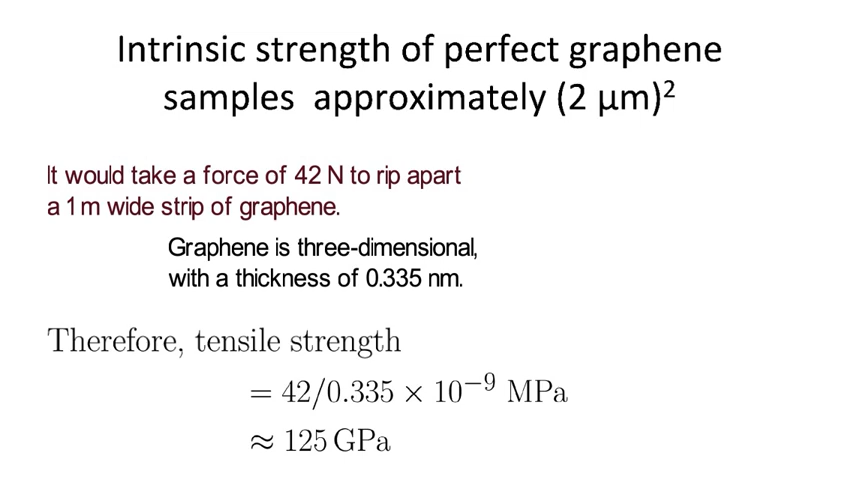 Intrinsic strength of perfect graphene
samples approximately (2 µm)²
It would take a force of 42 N to rip apart
a 1 m wide strip of graphene.
Graphene is three-dimensional,
with a thickness of 0.335 nm.
Therefore, tensile strength
= 42/0.335 × 10⁻⁹ MPa
≈ 125 GPa